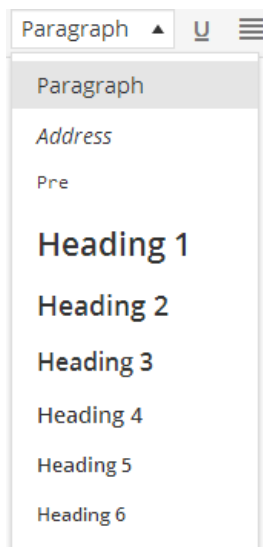 Paragraph U
Paragraph
Address
Pre
Heading 1
Heading 2
Heading 3
Heading 4
Heading 5
Heading 6